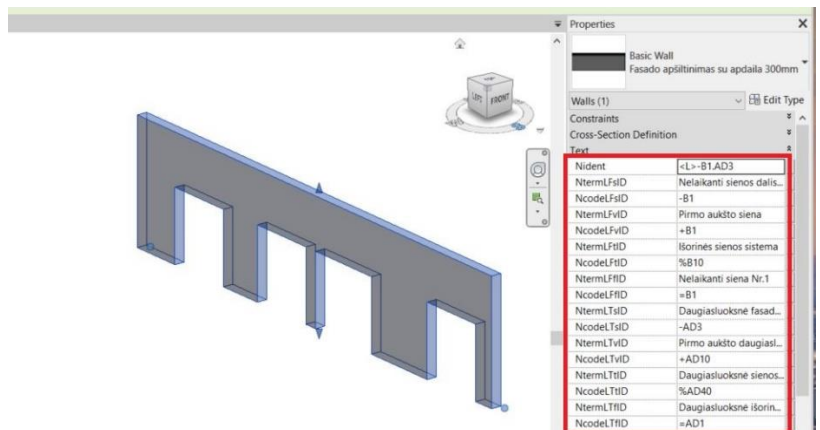 Properties
Basic Wall
Fasado apšiltinimas su apdaila 300mm
Walls (1)
Edit Type
Constraints
Cross-Section Definition
Text
Nident <L>-B1.AD3
NtermLFsID Nelaikanti sienos dalis...
NcodeLFsID -B1
NtermLFvID Pirmo aukšto siena
NcodeLFvID +B1
NtermLFtID Išorinės sienos sistema
NcodeLFtID %B10
NtermLFfID Nelaikanti siena Nr.1
NcodeLFfID =B1
NtermLTsID Daugiasluoksnė fasad...
NcodeLTsID -AD3
NtermLTvID Pirmo aukšto daugiasl...
NcodeLTvID +AD10
NtermLTtID Daugiasluoksnė sienos...
NcodeLTtID %AD40
NtermLTfID Daugiasluoksnė išorin...
NcodeLTfID =AD1
TOP
LEFT
FRONT